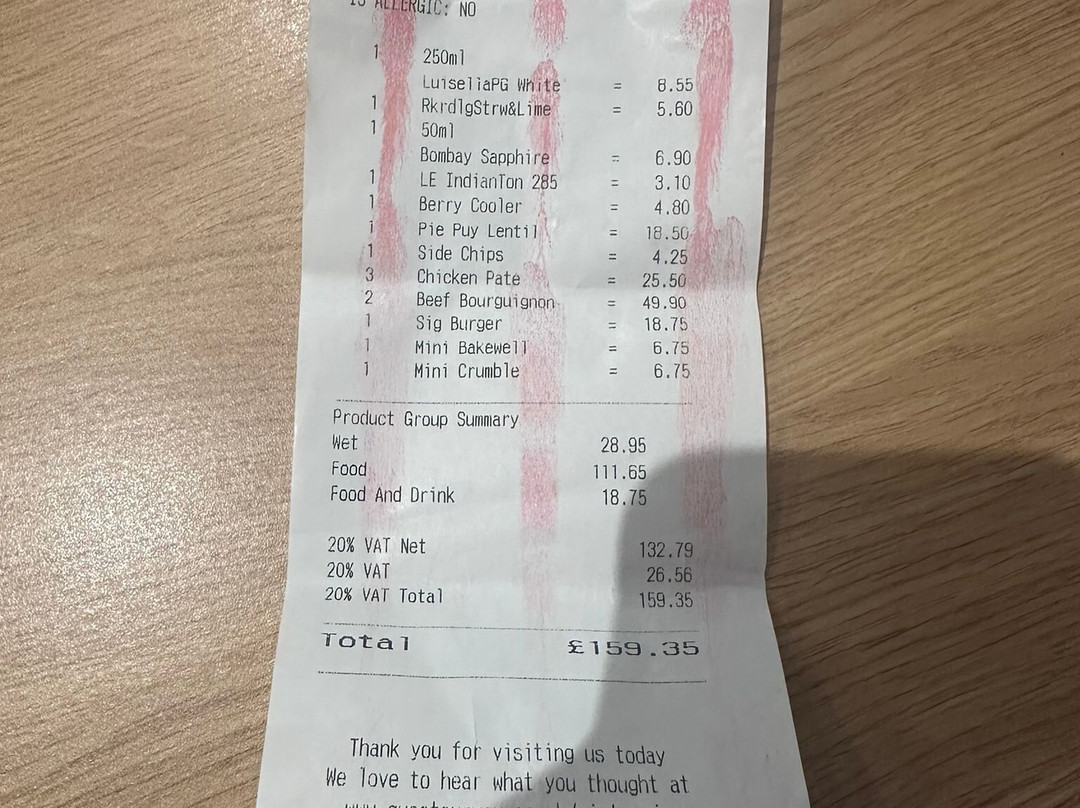 IS ALLERGIC: NO
1 250ml
LuiseliaPG White = 8.55
1 RkrdlgStrw&Lime = 5.60
1 50ml
Bombay Sapphire = 6.90
1 LE IndianTon 285 = 3.10
1 Berry Cooler = 4.80
1 Pie Puy Lentil = 18.50
1 Side Chips = 4.25
3 Chicken Pate = 25.50
2 Beef Bourguignon = 49.90
1 Sig Burger = 18.75
1 Mini Bakewell = 6.75
1 Mini Crumble = 6.75
Product Group Summary
Wet 28.95
Food 111.65
Food And Drink 18.75
20% VAT Net 132.79
20% VAT 26.56
20% VAT Total 159.35
Total £159.35
Thank you for visiting us today
We love to hear what you thought at